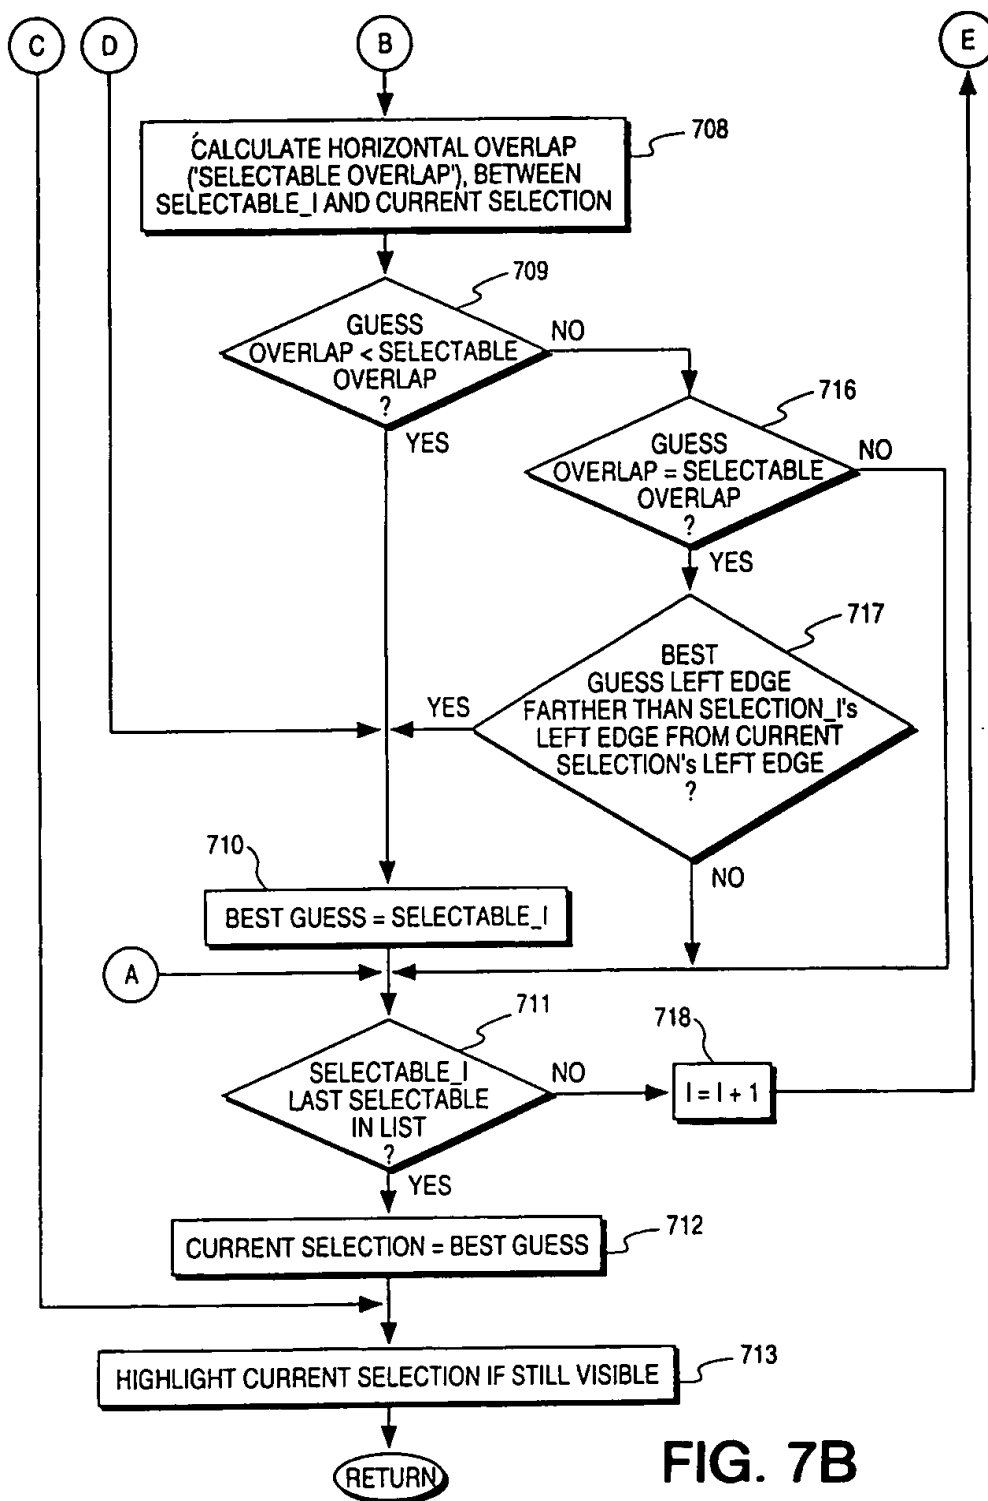 C
D
B
E
CALCULATE HORIZONTAL OVERLAP
('SELECTABLE OVERLAP'), BETWEEN
SELECTABLE_I AND CURRENT SELECTION
708
709
GUESS
OVERLAP < SELECTABLE
OVERLAP
?
NO
YES
716
GUESS
OVERLAP = SELECTABLE
OVERLAP
?
NO
YES
717
BEST
GUESS LEFT EDGE
FARTHER THAN SELECTION_I's
LEFT EDGE FROM CURRENT
SELECTION's LEFT EDGE
?
YES
NO
710
BEST GUESS = SELECTABLE_I
A
711
SELECTABLE_I
LAST SELECTABLE
IN LIST
?
NO
YES
718
I = I + 1
CURRENT SELECTION = BEST GUESS
712
HIGHLIGHT CURRENT SELECTION IF STILL VISIBLE
713
RETURN
FIG. 7B